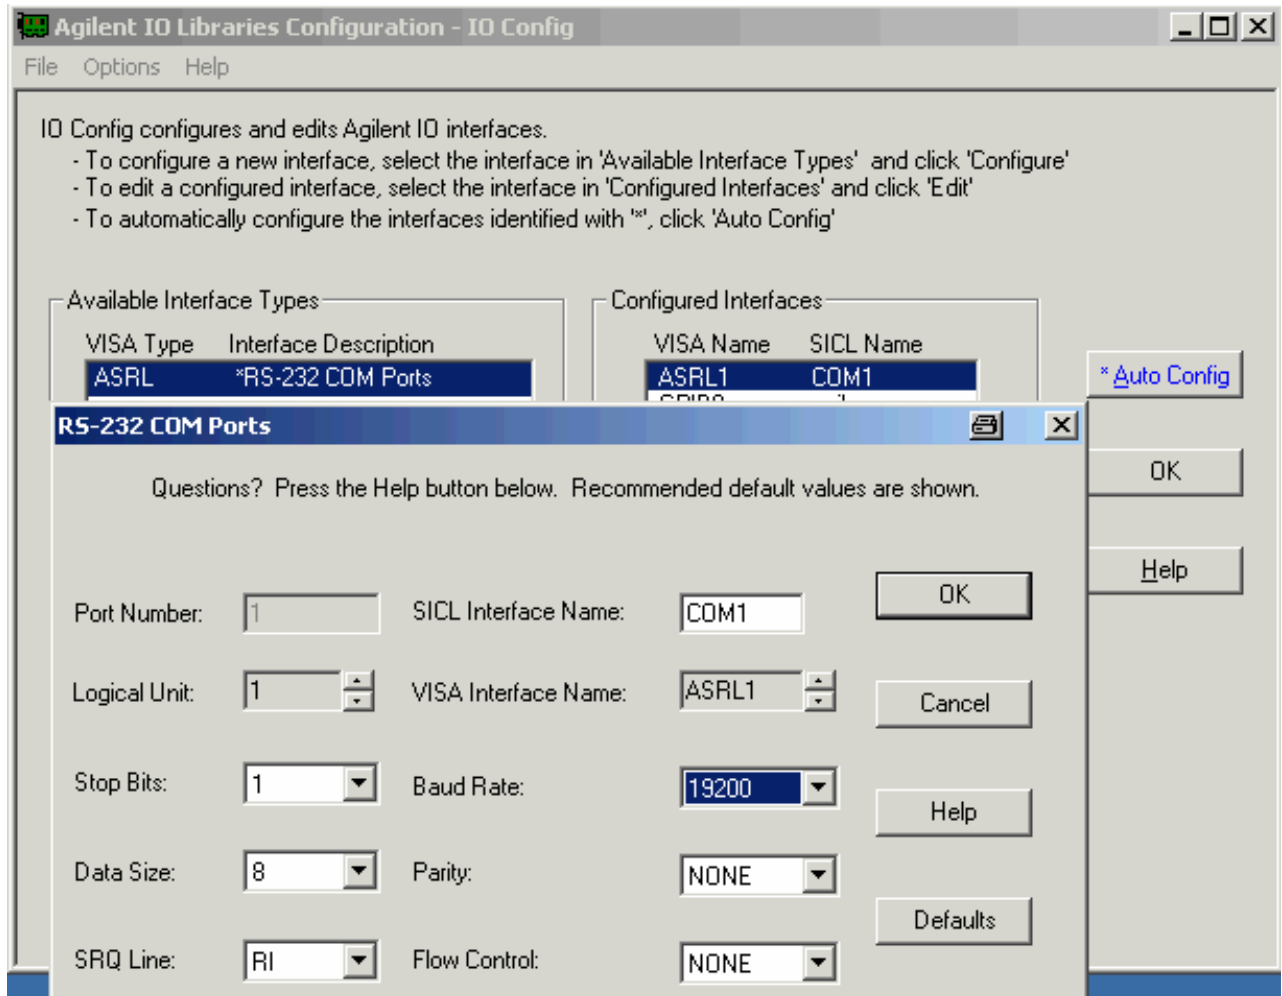 Agilent IO Libraries Configuration - IO Config
File Options Help
IO Config configures and edits Agilent IO interfaces.
- To configure a new interface, select the interface in 'Available Interface Types' and click 'Configure'
- To edit a configured interface, select the interface in 'Configured Interfaces' and click 'Edit'
- To automatically configure the interfaces identified with '*', click 'Auto Config'
Available Interface Types Configured Interfaces
VISA Type Interface Description VISA Name SICL Name
ASRL *RS-232 COM Ports ASRL1 COM1 * Auto Config
RS-232 COM Ports
OK
Questions? Press the Help button below. Recommended default values are shown.
Help
Port Number: 1 SICL Interface Name: COM1 OK
Logical Unit: 1 VISA Interface Name: ASRL1 Cancel
Stop Bits: 1 Baud Rate: 19200 Help
Data Size: 8 Parity: NONE
Defaults
SRQ Line: RI Flow Control: NONE